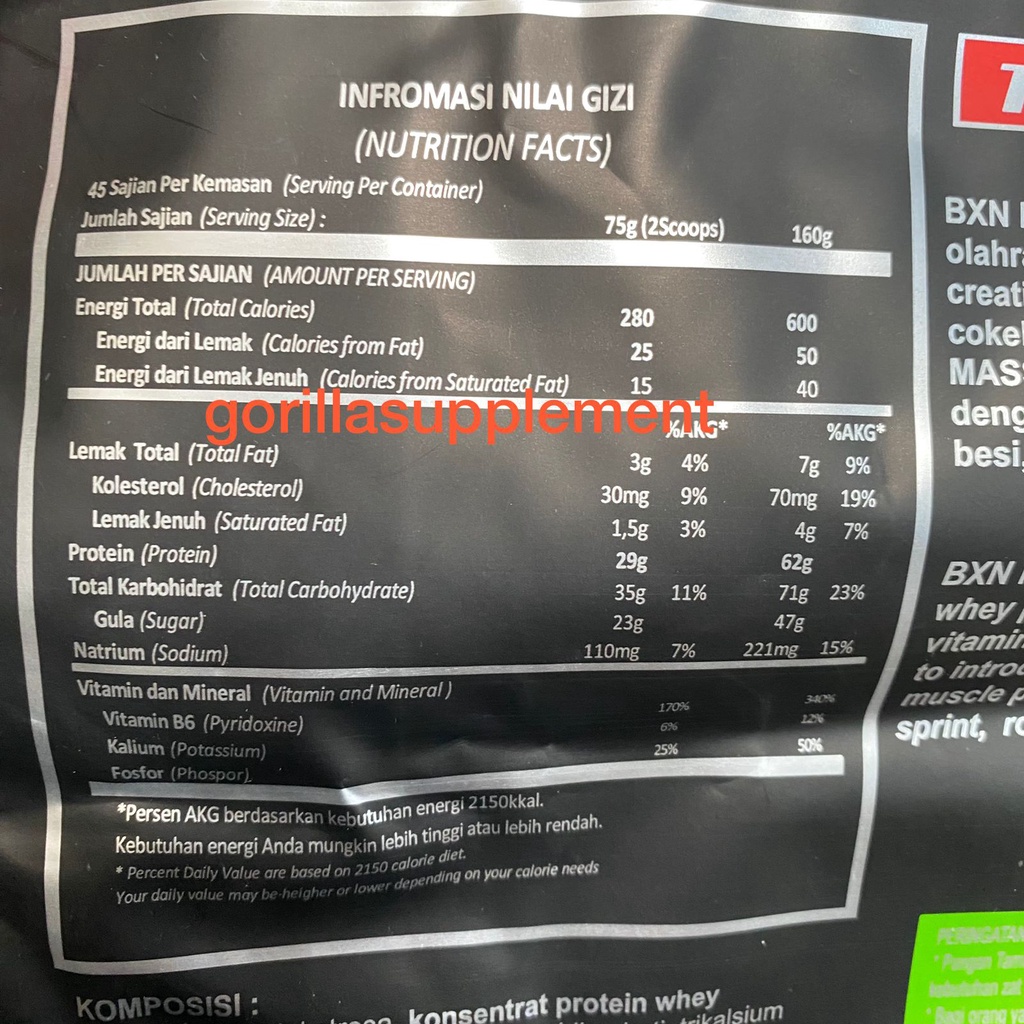 INFROMASI NILAI GIZI
(NUTRITION FACTS)
45 Sajian Per Kemasan (Serving Per Container)
Jumlah Sajian (Serving Size) : 75g (2Scoops) 160g
JUMLAH PER SAJIAN (AMOUNT PER SERVING)
Energi Total (Total Calories) 280 600
Energi dari Lemak (Calories from Fat) 25 50
Energi dari Lemak Jenuh (Calories from Saturated Fat) 15 40
gorillasupplement
%AKG* %AKG*
Lemak Total (Total Fat) 3g 4% 7g 9%
Kolesterol (Cholesterol) 30mg 9% 70mg 19%
Lemak Jenuh (Saturated Fat) 1,5g 3% 4g 7%
Protein (Protein) 29g 62g
Total Karbohidrat (Total Carbohydrate) 35g 11% 71g 23%
Gula (Sugar) 23g 47g
Natrium (Sodium) 110mg 7% 221mg 15%
Vitamin dan Mineral (Vitamin and Mineral)
Vitamin B6 (Pyridoxine) 170% 340%
Kalium (Potassium) 6% 12%
Fosfor (Phospor) 25% 50%
*Persen AKG berdasarkan kebutuhan energi 2150kkal.
Kebutuhan energi Anda mungkin lebih tinggi atau lebih rendah.
* Percent Daily Value are based on 2150 calorie diet.
Your daily value may be-heigher or lower depending on your calorie needs
KOMPOSISI :
konsentrat protein whey
trikalsium
BXN
olahra
creati
cokel
MASS
deng
besi,
BXN
whey
vitamin
to introd
muscle p
sprint, ro
PERINGATAN